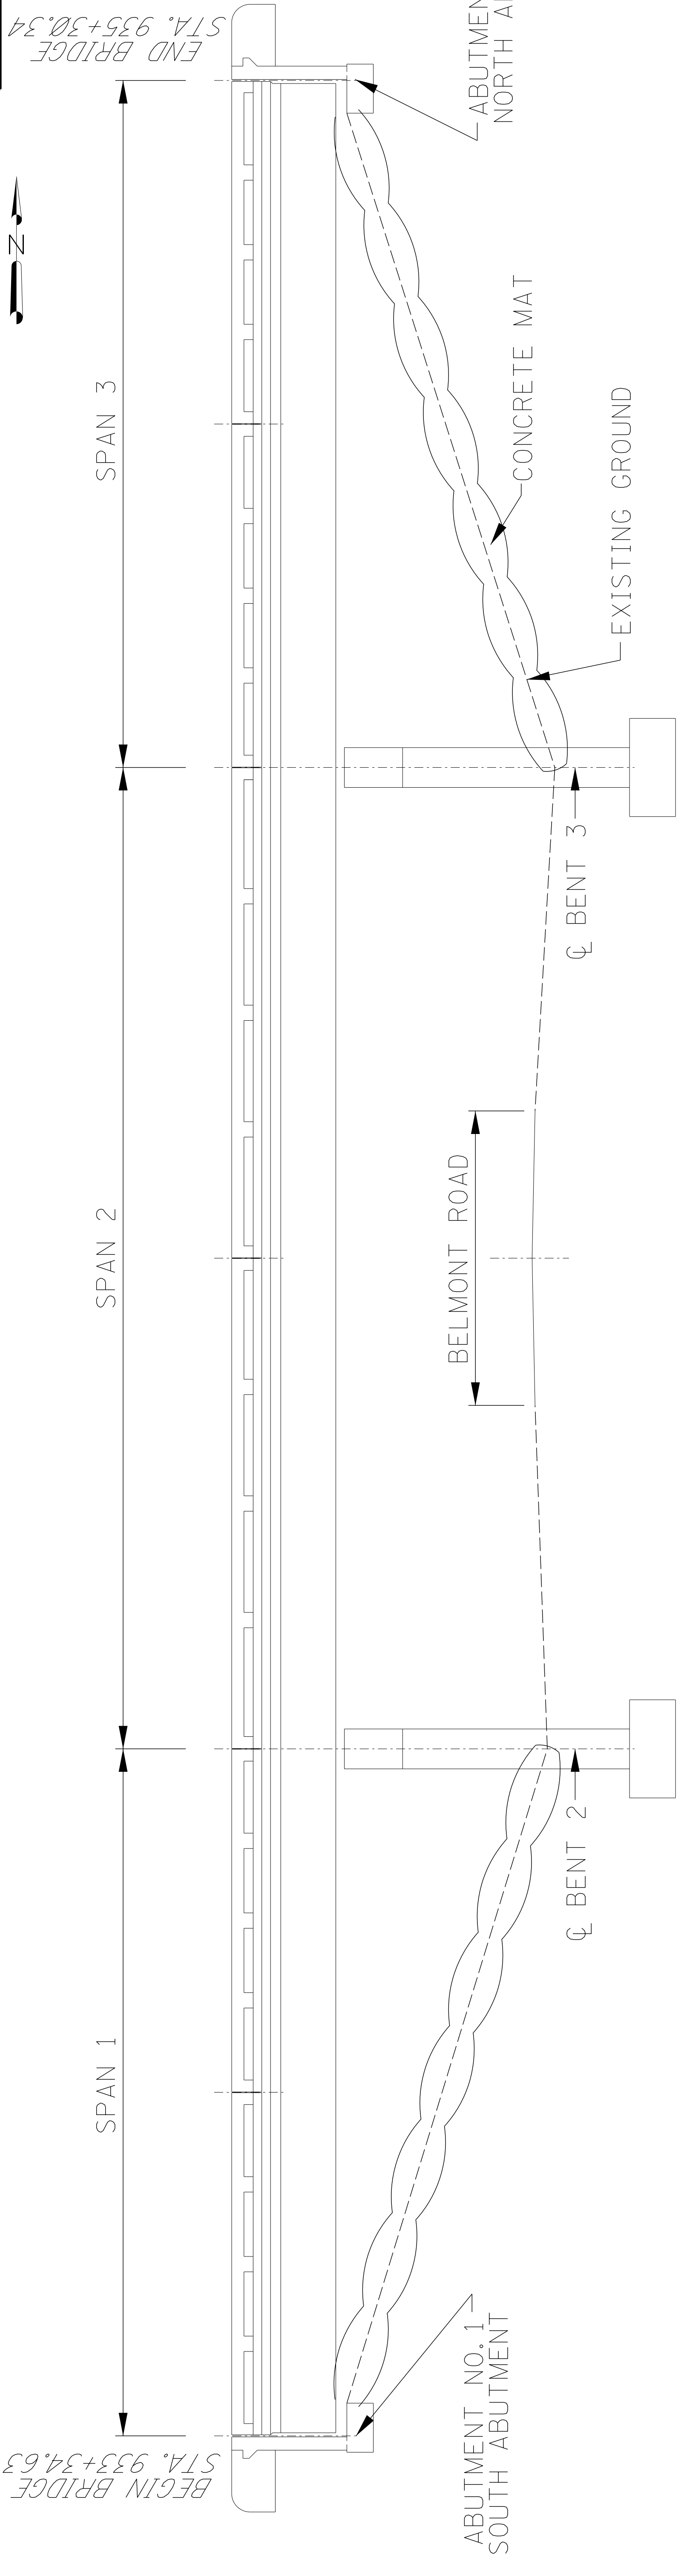 BEGIN BRIDGE
STA. 933+34.63
END BRIDGE
STA. 935+30.34
N
SPAN 1
SPAN 2
SPAN 3
BELMONT ROAD
ABUTMENT NO. 1
SOUTH ABUTMENT
℄ BENT 2
℄ BENT 3
CONCRETE MAT
EXISTING GROUND
ABUTMEN
NORTH A